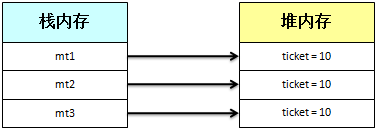 栈内存 堆内存
mt1 ticket = 10
mt2 ticket = 10
mt3 ticket = 10